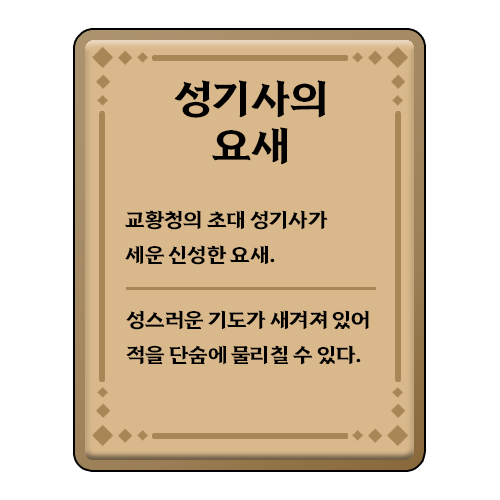 성기사의
요새
교황청의 초대 성기사가
세운 신성한 요새.
성스러운 기도가 새겨져 있어
적을 단숨에 물리칠 수 있다.